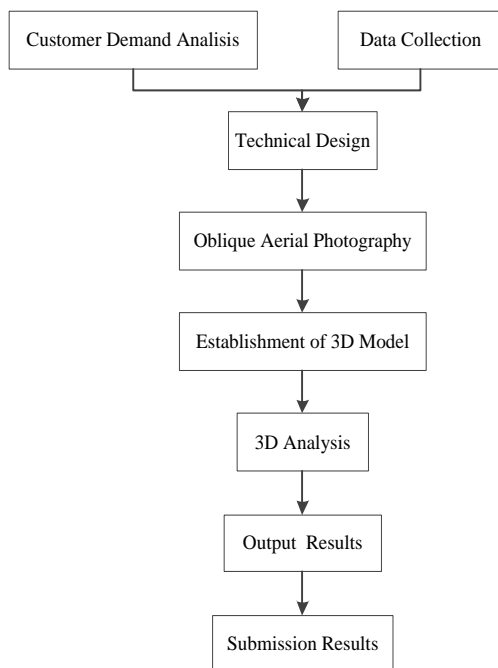 Customer Demand Analisis
Data Collection
Technical Design
Oblique Aerial Photography
Establishment of 3D Model
3D Analysis
Output Results
Submission Results